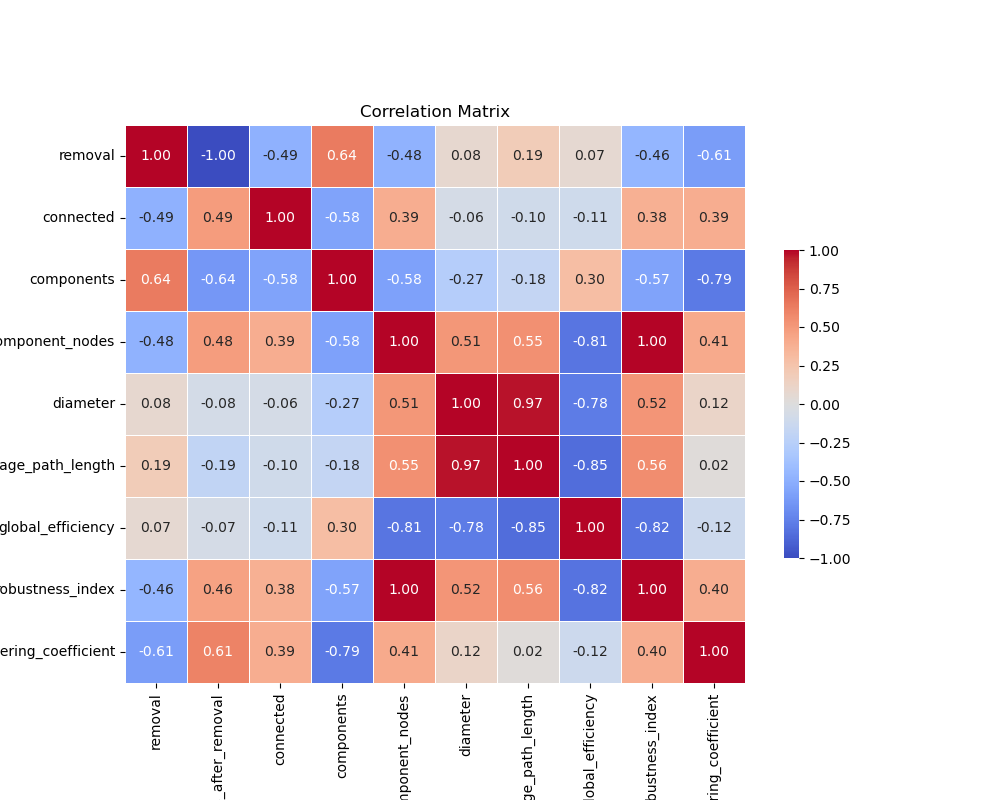 Correlation Matrix
removal 1.00 -1.00 -0.49 0.64 -0.48 0.08 0.19 0.07 -0.46 -0.61
connected -0.49 0.49 1.00 -0.58 0.39 -0.06 -0.10 -0.11 0.38 0.39
components 0.64 -0.64 -0.58 1.00 -0.58 -0.27 -0.18 0.30 -0.57 -0.79
omponent_nodes -0.48 0.48 0.39 -0.58 1.00 0.51 0.55 -0.81 1.00 0.41
diameter 0.08 -0.08 -0.06 -0.27 0.51 1.00 0.97 -0.78 0.52 0.12
age_path_length 0.19 -0.19 -0.10 -0.18 0.55 0.97 1.00 -0.85 0.56 0.02
global_efficiency 0.07 -0.07 -0.11 0.30 -0.81 -0.78 -0.85 1.00 -0.82 -0.12
obustness_index -0.46 0.46 0.38 -0.57 1.00 0.52 0.56 -0.82 1.00 0.40
ering_coefficient -0.61 0.61 0.39 -0.79 0.41 0.12 0.02 -0.12 0.40 1.00
removal
_after_removal
connected
components
mponent_nodes
diameter
ge_path_length
lobal_efficiency
bustness_index
ring_coefficient
1.00
0.75
0.50
0.25
0.00
−0.25
−0.50
−0.75
−1.00